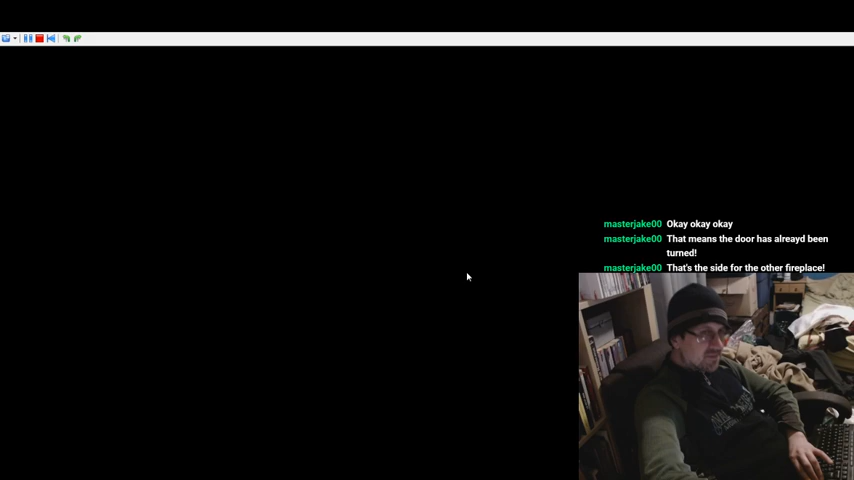 masterjake00 Okay okay okay
masterjake00 That means the door has alreayd been
turned!
masterjake00 That's the side for the other fireplace!